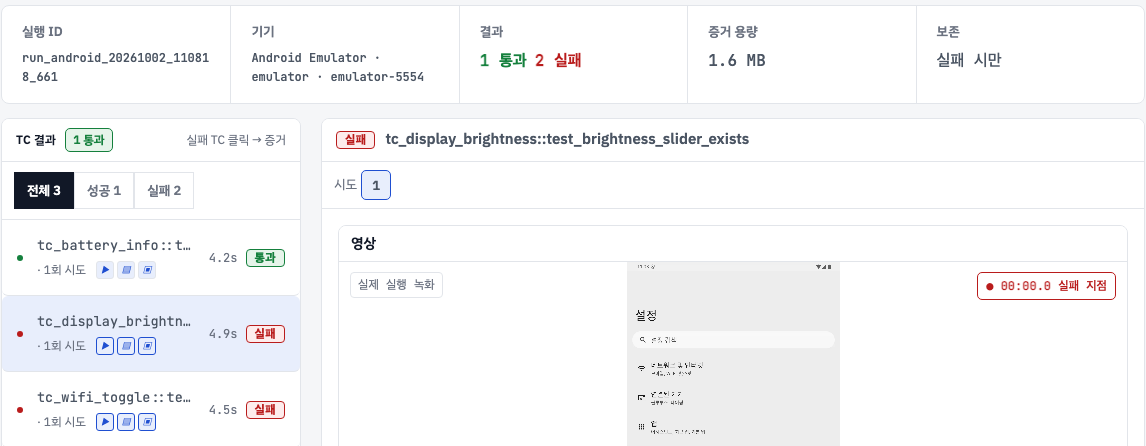 실행 ID
run_android_20261002_11081
8_661
기기
Android Emulator ·
emulator · emulator-5554
결과
1 통과 2 실패
증거 용량
1.6 MB
보존
실패 시만
TC 결과
1 통과
실패 TC 클릭 → 증거
전체 3
성공 1
실패 2
tc_battery_info::t…
4.2s
통과
· 1회 시도
tc_display_brightn…
4.9s
실패
· 1회 시도
tc_wifi_toggle::te…
4.5s
실패
· 1회 시도
실패
tc_display_brightness::test_brightness_slider_exists
시도
1
영상
실제 실행 녹화
00:00.0 실패 지점
설정
설정 검색
앱